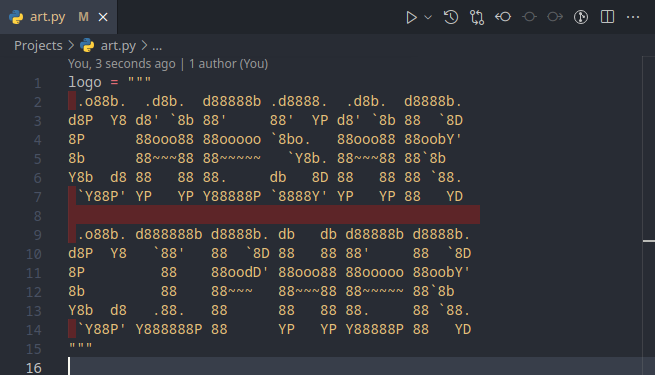 art.py M ×
Projects > art.py > ...
You, 3 seconds ago | 1 author (You)
1 logo = """
2  .o88b.  .d8b.  d88888b .d8888.  .d8b.  d8888b.
3 d8P  Y8 d8' `8b 88'     88'  YP d8' `8b 88  `8D
4 8P      88ooo88 88ooooo `8bo.   88ooo88 88oobY'
5 8b      88~~~88 88~~~~~   `Y8b. 88~~~88 88`8b
6 Y8b  d8 88   88 88.     db   8D 88   88 88 `88.
7  `Y88P' YP   YP Y88888P `8888Y' YP   YP 88   YD
8
9  .o88b. d888888b d8888b. db   db d88888b d8888b.
10 d8P  Y8   `88'   88  `8D 88   88 88'     88  `8D
11 8P         88    88oodD' 88ooo88 88ooooo 88oobY'
12 8b         88    88~~~   88~~~88 88~~~~~ 88`8b
13 Y8b  d8   .88.   88      88   88 88.     88 `88.
14  `Y88P' Y888888P 88      YP   YP Y88888P 88   YD
15 """
16